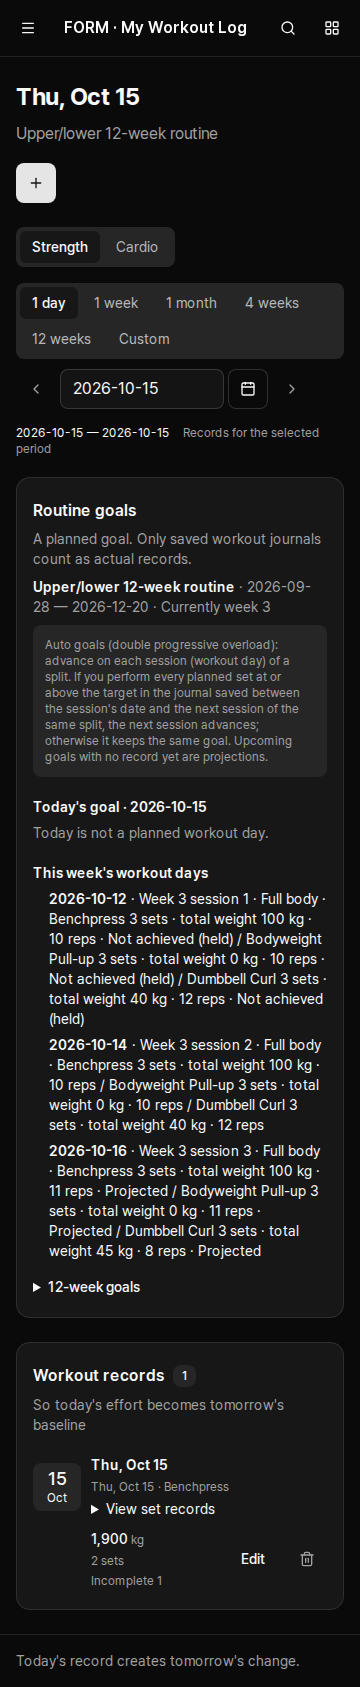 FORM · My Workout Log
Thu, Oct 15
Upper/lower 12-week routine
Strength
Cardio
1 day
1 week
1 month
4 weeks
12 weeks
Custom
2026-10-15
2026-10-15 — 2026-10-15 Records for the selected
period
Routine goals
A planned goal. Only saved workout journals
count as actual records.
Upper/lower 12-week routine · 2026-09-
28 — 2026-12-20 · Currently week 3
Auto goals (double progressive overload):
advance on each session (workout day) of a
split. If you perform every planned set at or
above the target in the journal saved between
the session's date and the next session of the
same split, the next session advances;
otherwise it keeps the same goal. Upcoming
goals with no record yet are projections.
Today's goal · 2026-10-15
Today is not a planned workout day.
This week's workout days
2026-10-12 · Week 3 session 1 · Full body ·
Benchpress 3 sets · total weight 100 kg ·
10 reps · Not achieved (held) / Bodyweight
Pull-up 3 sets · total weight 0 kg · 10 reps ·
Not achieved (held) / Dumbbell Curl 3 sets ·
total weight 40 kg · 12 reps · Not achieved
(held)
2026-10-14 · Week 3 session 2 · Full body
· Benchpress 3 sets · total weight 100 kg ·
10 reps / Bodyweight Pull-up 3 sets · total
weight 0 kg · 10 reps / Dumbbell Curl 3
sets · total weight 40 kg · 12 reps
2026-10-16 · Week 3 session 3 · Full body
· Benchpress 3 sets · total weight 100 kg ·
11 reps · Projected / Bodyweight Pull-up 3
sets · total weight 0 kg · 11 reps ·
Projected / Dumbbell Curl 3 sets · total
weight 45 kg · 8 reps · Projected
12-week goals
Workout records 1
So today's effort becomes tomorrow's
baseline
15
Oct
Thu, Oct 15
Thu, Oct 15 · Benchpress
View set records
1,900 kg
2 sets
Incomplete 1
Edit
Today's record creates tomorrow's change.